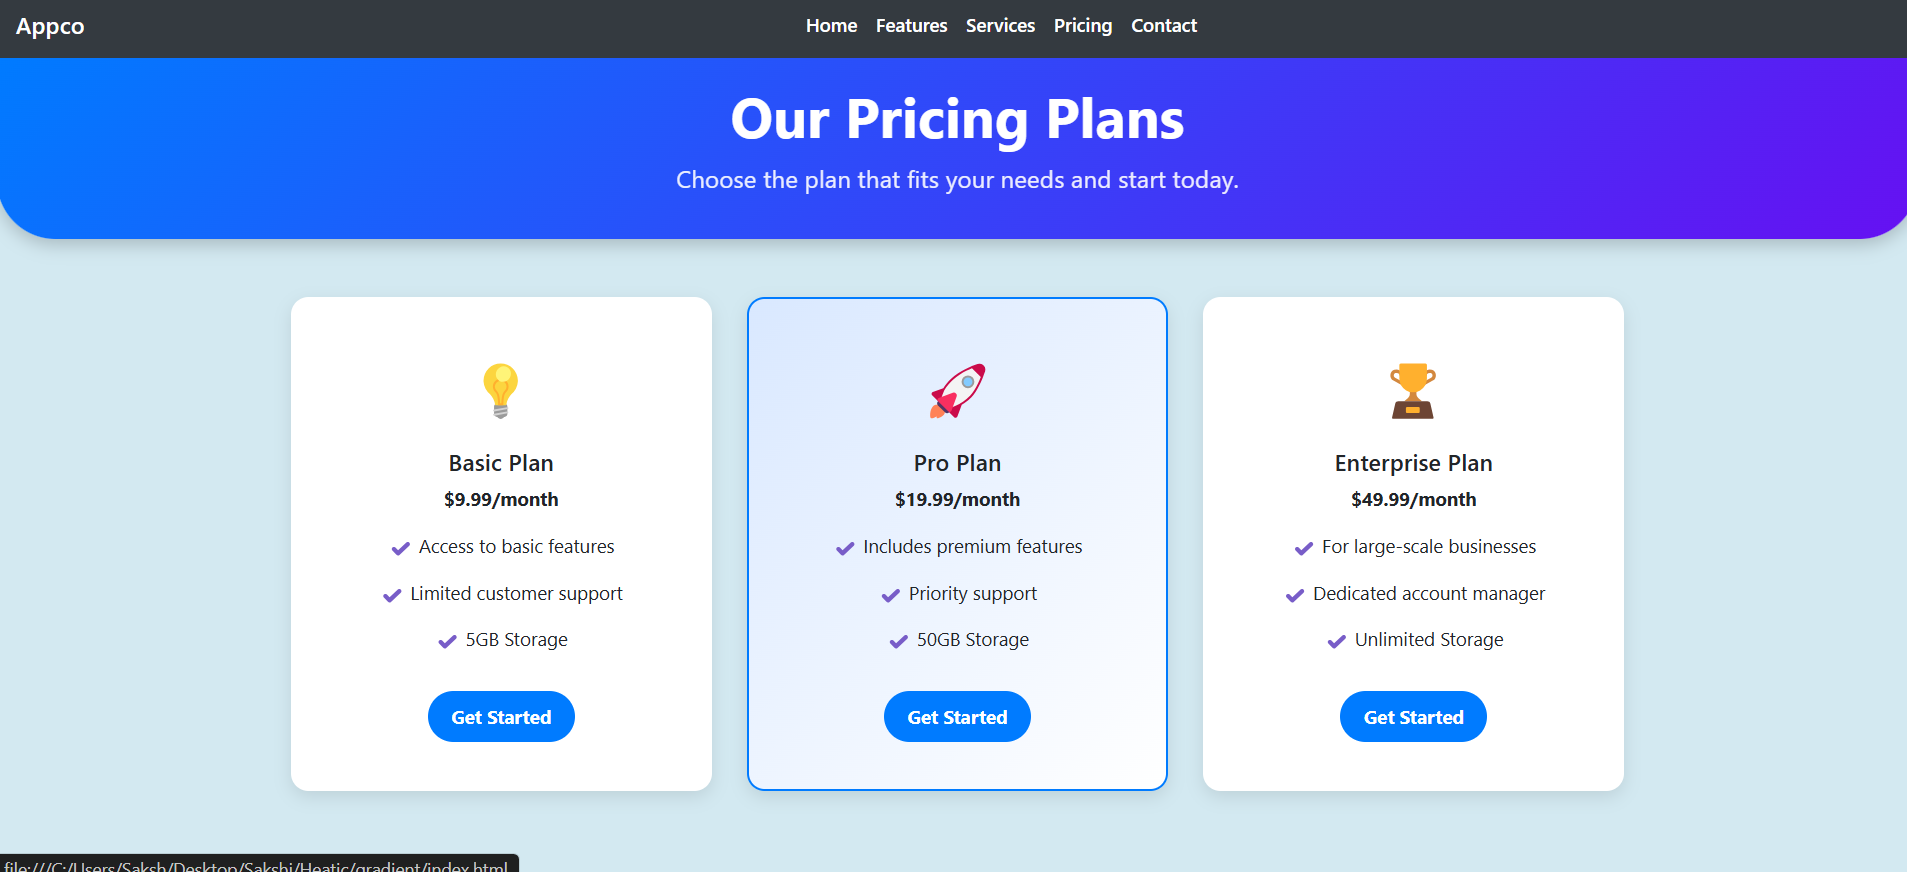 Appco
Home Features Services Pricing Contact
Our Pricing Plans
Choose the plan that fits your needs and start today.
Basic Plan
$9.99/month
Access to basic features
Limited customer support
5GB Storage
Get Started
Pro Plan
$19.99/month
Includes premium features
Priority support
50GB Storage
Get Started
Enterprise Plan
$49.99/month
For large-scale businesses
Dedicated account manager
Unlimited Storage
Get Started
file:///C:/Users/Saksh/Desktop/Sakshi/Heatic/gradient/index.html